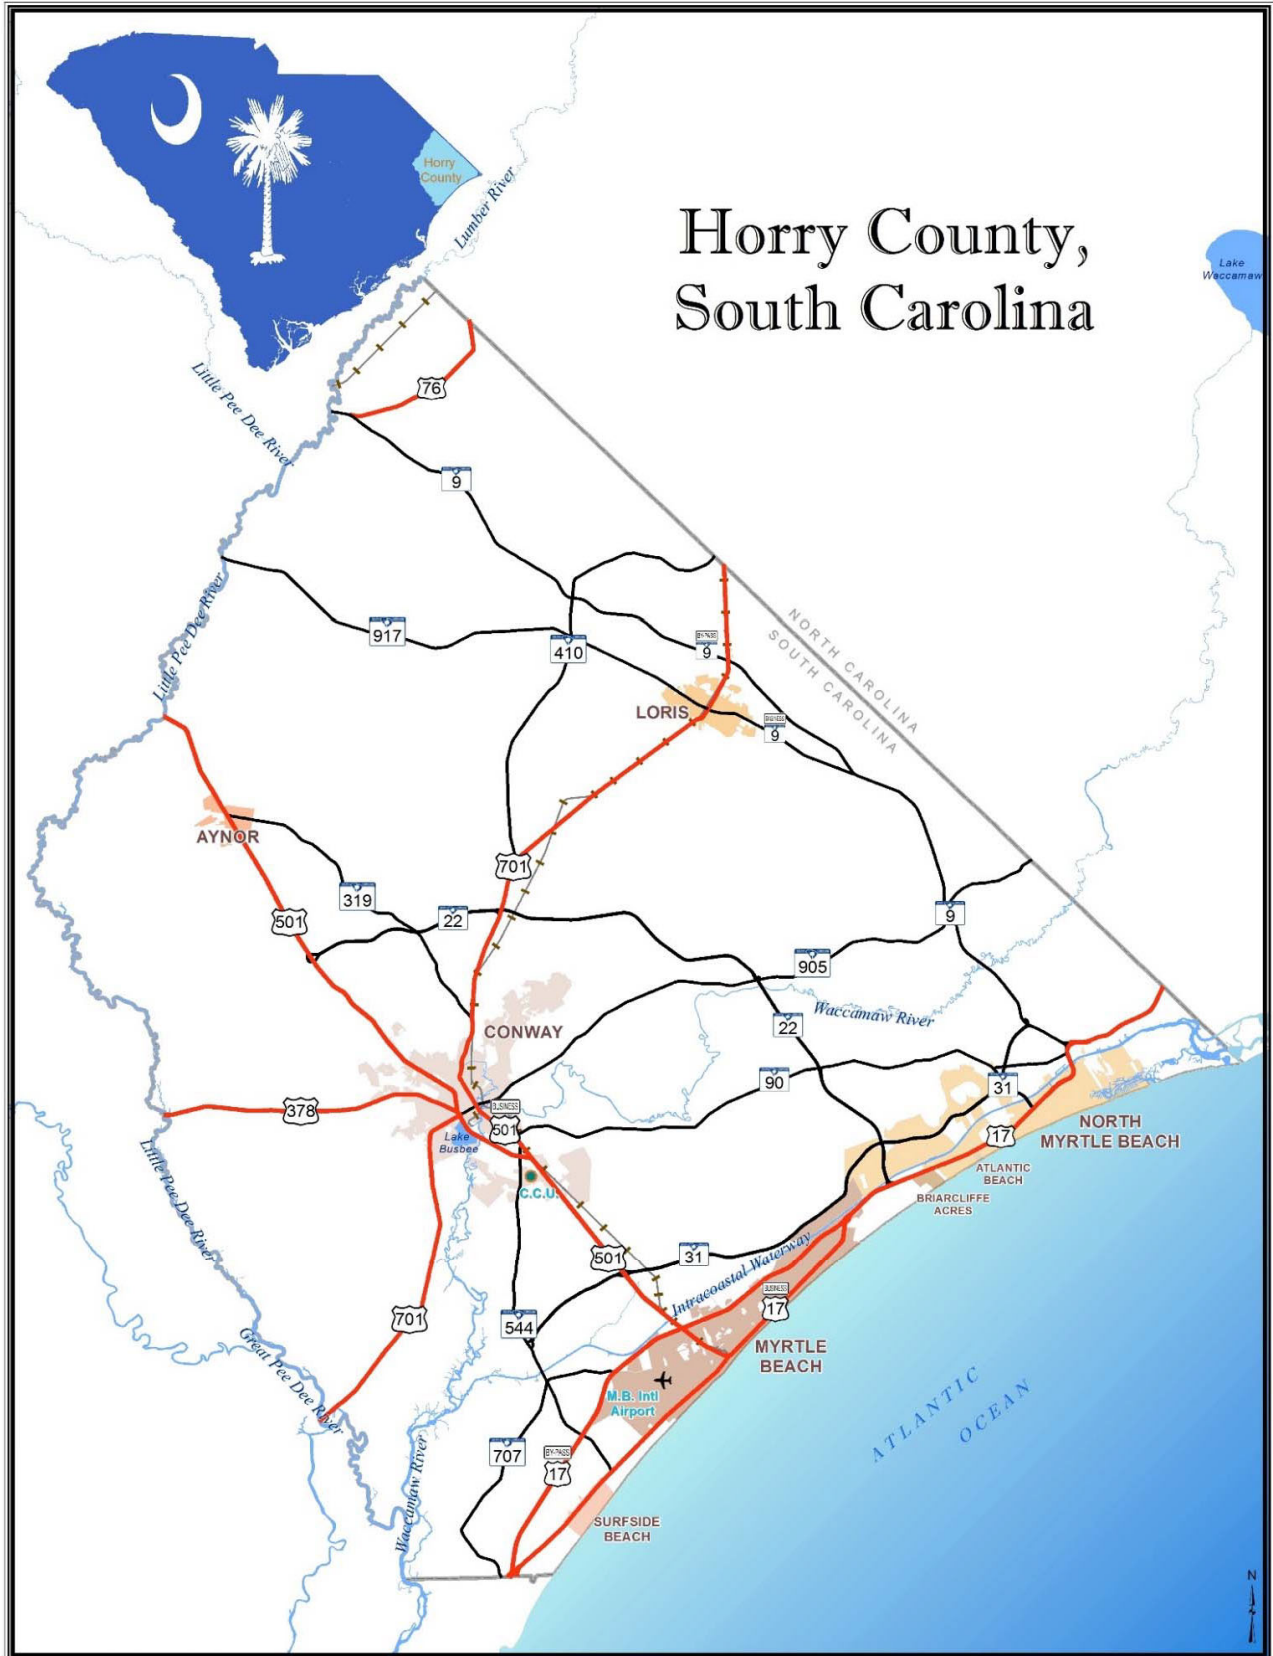 Horry
County
Horry County,
South Carolina
Lumber River
Lake
Waccamaw
Little Pee Dee River
76
9
917
410
BY-PASS
9
NORTH CAROLINA
SOUTH CAROLINA
Little Pee Dee River
LORIS
BUSINESS
9
AYNOR
701
319
501
22
9
905
CONWAY
Waccamaw River
22
90
31
378
BUSINESS
501
Lake
Busbee
17
NORTH
MYRTLE BEACH
ATLANTIC
BEACH
BRIARCLIFFE
ACRES
C.C.U.
Little Pee Dee River
501
31
Intracoastal Waterway
BUSINESS
17
701
544
MYRTLE
BEACH
Great Pee Dee River
M.B. Intl
Airport
ATLANTIC
OCEAN
707
BY-PASS
17
Waccamaw River
SURFSIDE
BEACH
N